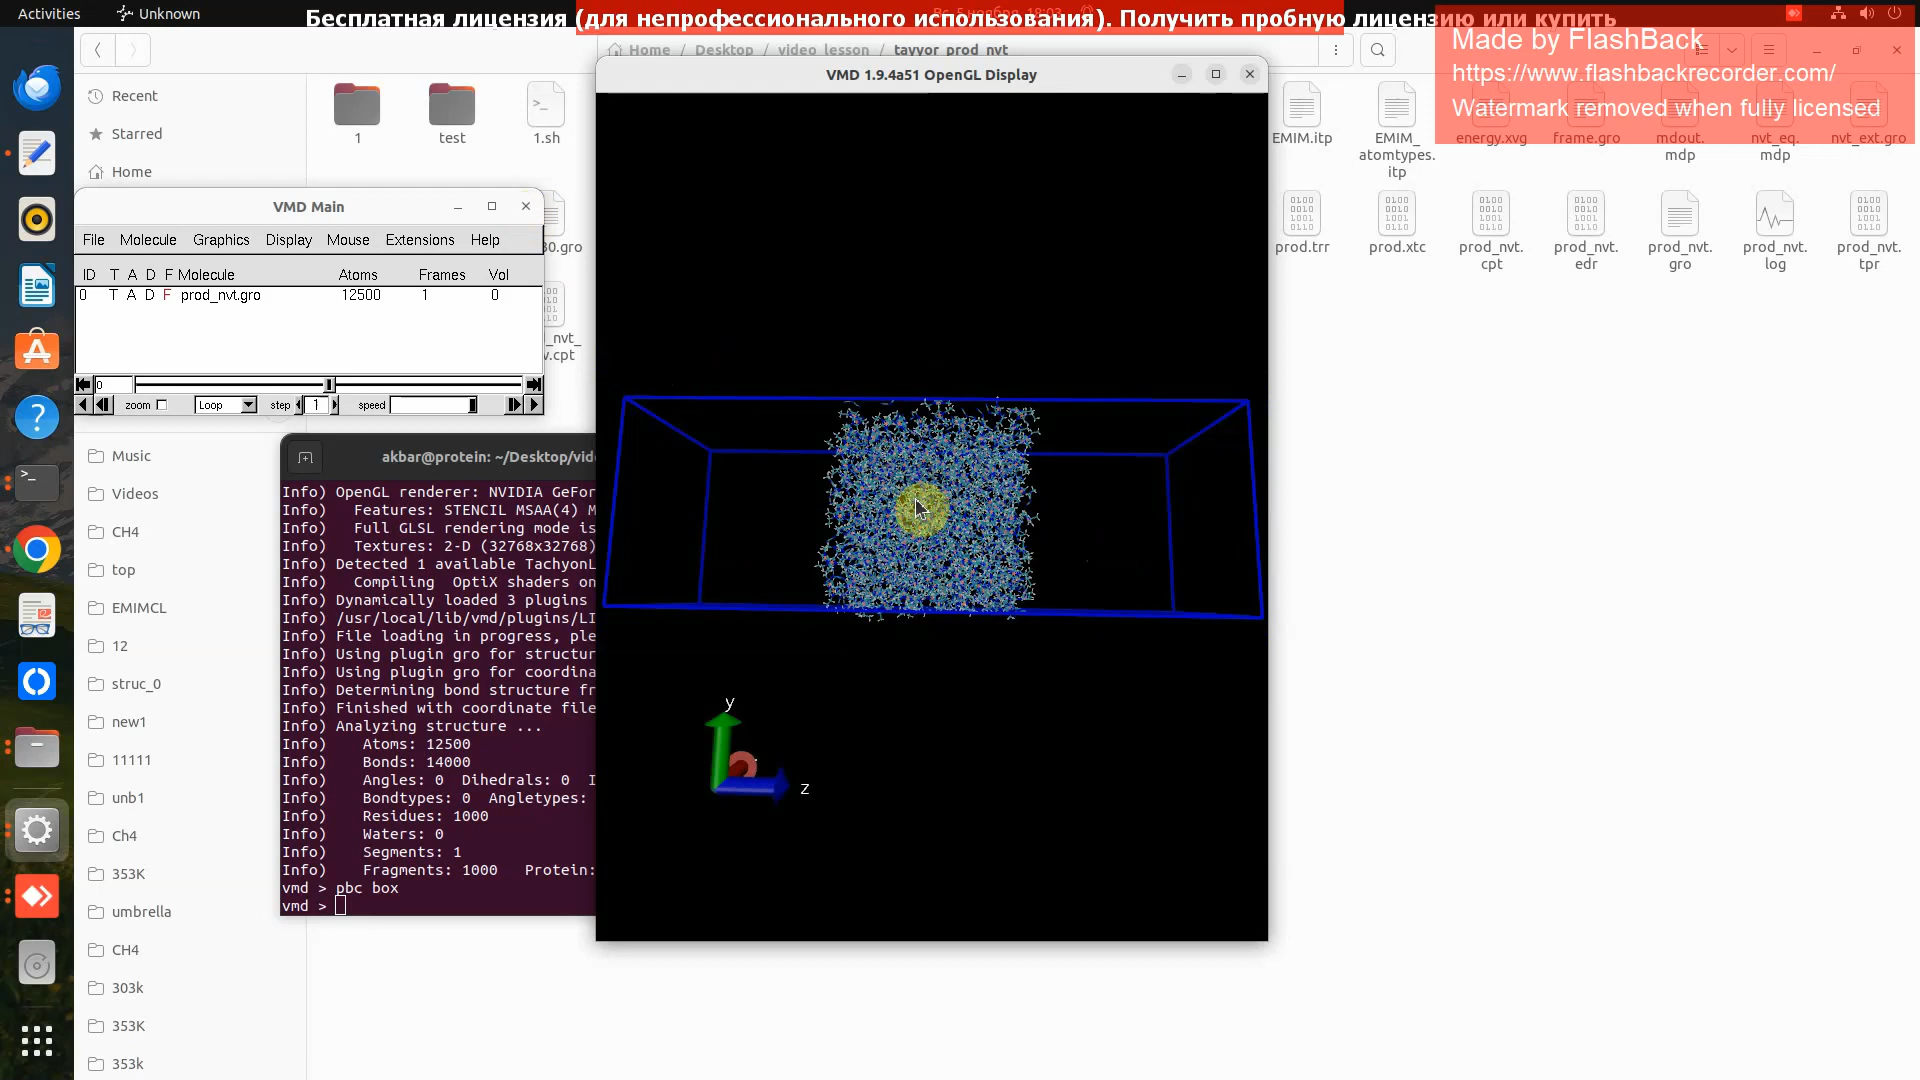 Activities
Unknown
Бесплатная лицензия (для непрофессионального использования). Получить пробную лицензию или купить
Made by FlashBack
https://www.flashbackrecorder.com/
Watermark removed when fully licensed
Home / Desktop / video_lesson / tayyor_prod_nvt
VMD 1.9.4a51 OpenGL Display
Recent
Starred
Home
1
test
1.sh
EMIM.itp
EMIM_
atomtypes.
itp
energy.xvg
frame.gro
mdout.
mdp
nvt_eq.
mdp
nvt_ext.gro
prod.trr
prod.xtc
prod_nvt.
cpt
prod_nvt.
edr
prod_nvt.
gro
prod_nvt.
log
prod_nvt.
tpr
VMD Main
File Molecule Graphics Display Mouse Extensions Help
ID T A D F Molecule Atoms Frames Vol
0 T A D F prod_nvt.gro 12500 1 0
0
zoom Loop step 1 speed
Music
Videos
CH4
top
EMIMCL
12
struc_0
new1
11111
unb1
Ch4
353K
umbrella
CH4
303k
353K
353k
akbar@protein: ~/Desktop/vid
Info) OpenGL renderer: NVIDIA GeFor
Info) Features: STENCIL MSAA(4) M
Info) Full GLSL rendering mode is
Info) Textures: 2-D (32768x32768)
Info) Detected 1 available TachyonL
Info) Compiling OptiX shaders on
Info) Dynamically loaded 3 plugins
Info) /usr/local/lib/vmd/plugins/LI
Info) File loading in progress, ple
Info) Using plugin gro for structur
Info) Using plugin gro for coordina
Info) Determining bond structure fr
Info) Finished with coordinate file
Info) Analyzing structure ...
Info) Atoms: 12500
Info) Bonds: 14000
Info) Angles: 0 Dihedrals: 0 I
Info) Bondtypes: 0 Angletypes:
Info) Residues: 1000
Info) Waters: 0
Info) Segments: 1
Info) Fragments: 1000 Protein:
vmd > pbc box
vmd >
y
z